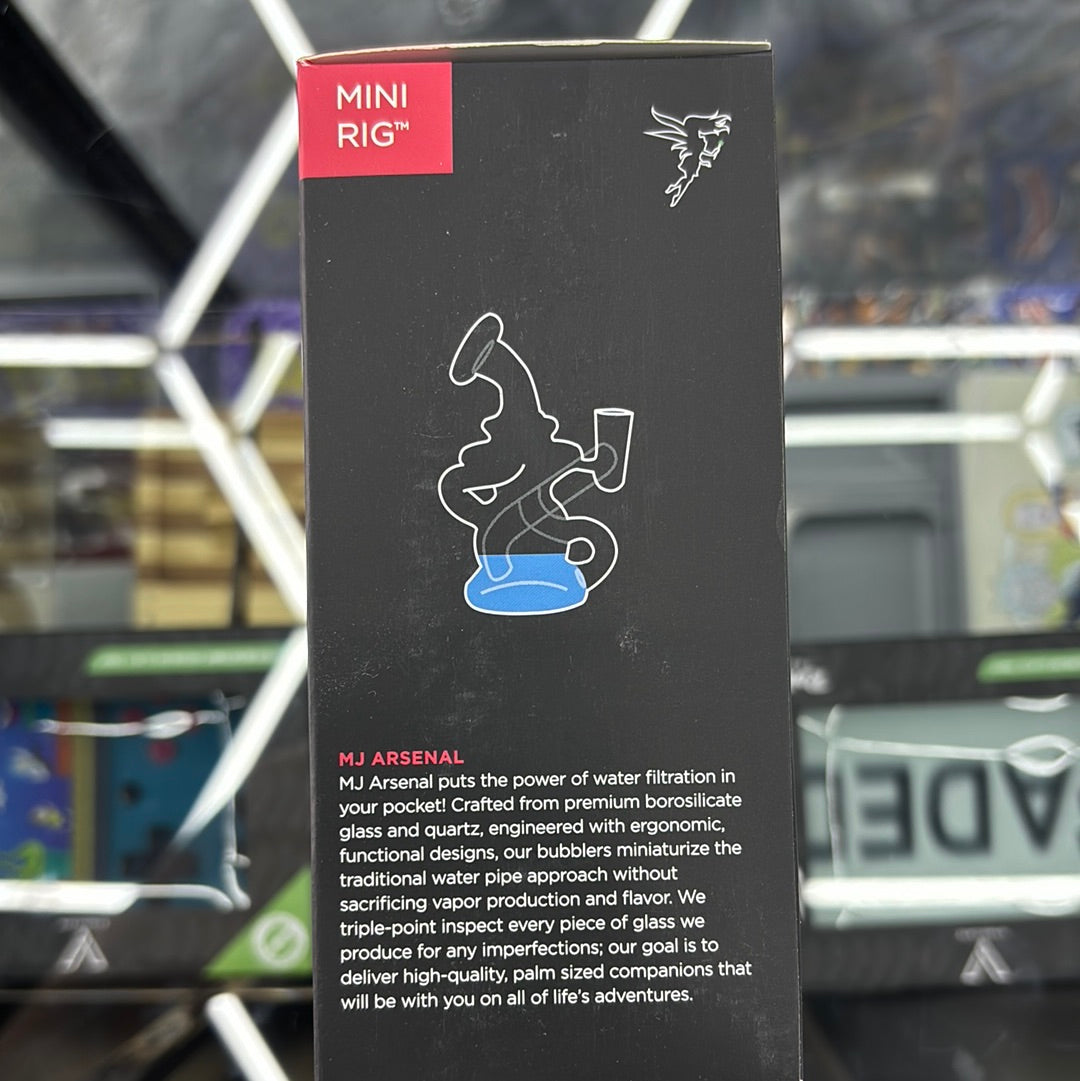 MINI
RIG™
MJ ARSENAL
MJ Arsenal puts the power of water filtration in
your pocket! Crafted from premium borosilicate
glass and quartz, engineered with ergonomic,
functional designs, our bubblers miniaturize the
traditional water pipe approach without
sacrificing vapor production and flavor. We
triple-point inspect every piece of glass we
produce for any imperfections; our goal is to
deliver high-quality, palm sized companions that
will be with you on all of life's adventures.